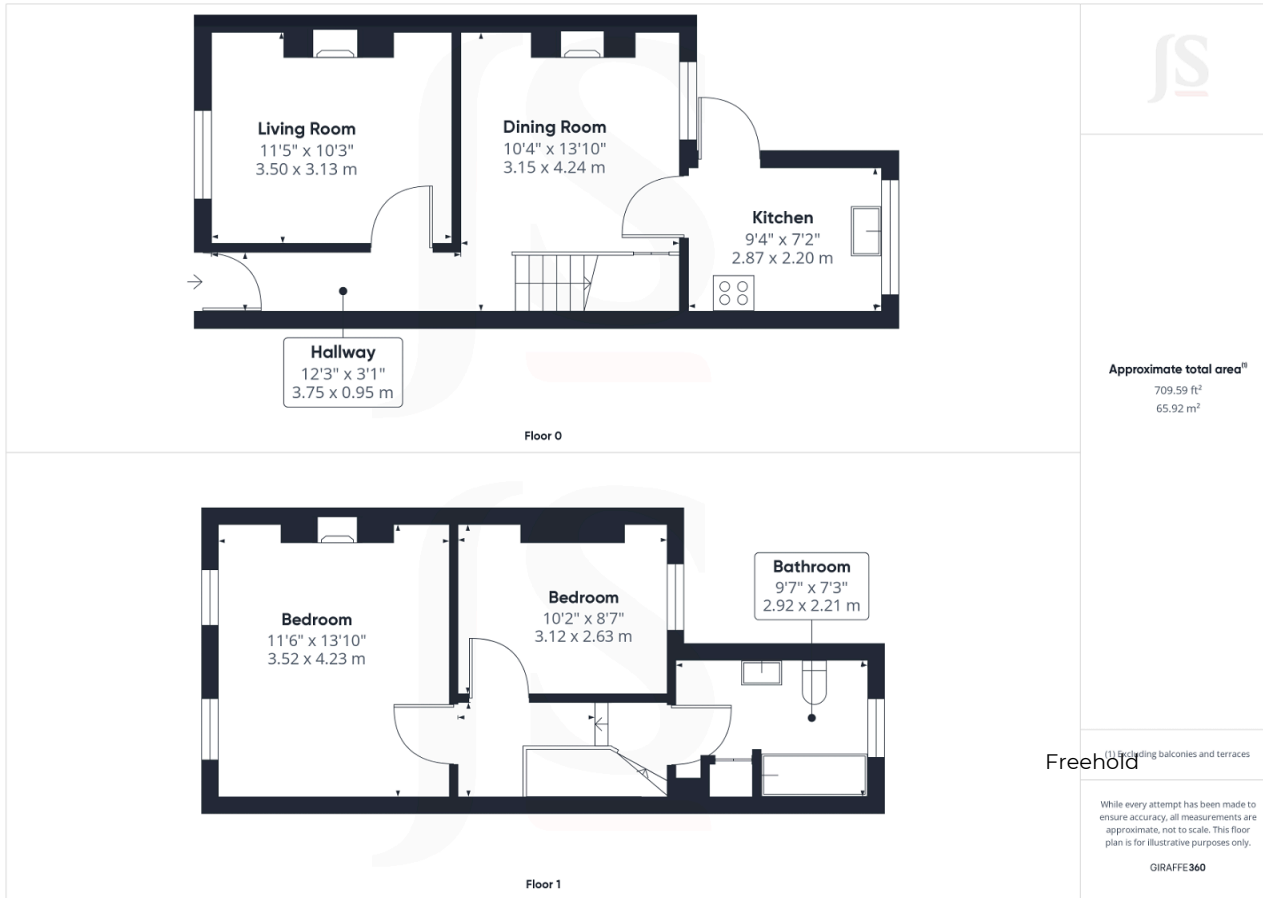 Living Room
11'5" x 10'3"
3.50 x 3.13 m
Dining Room
10'4" x 13'10"
3.15 x 4.24 m
Kitchen
9'4" x 7'2"
2.87 x 2.20 m
Hallway
12'3" x 3'1"
3.75 x 0.95 m
Floor 0
Bedroom
11'6" x 13'10"
3.52 x 4.23 m
Bedroom
10'2" x 8'7"
3.12 x 2.63 m
Bathroom
9'7" x 7'3"
2.92 x 2.21 m
Floor 1
JS
Approximate total area⁽¹⁾
709.59 ft²
65.92 m²
(1) Excluding balconies and terraces
Freehold
While every attempt has been made to
ensure accuracy, all measurements are
approximate, not to scale. This floor
plan is for illustrative purposes only.
GIRAFFE360